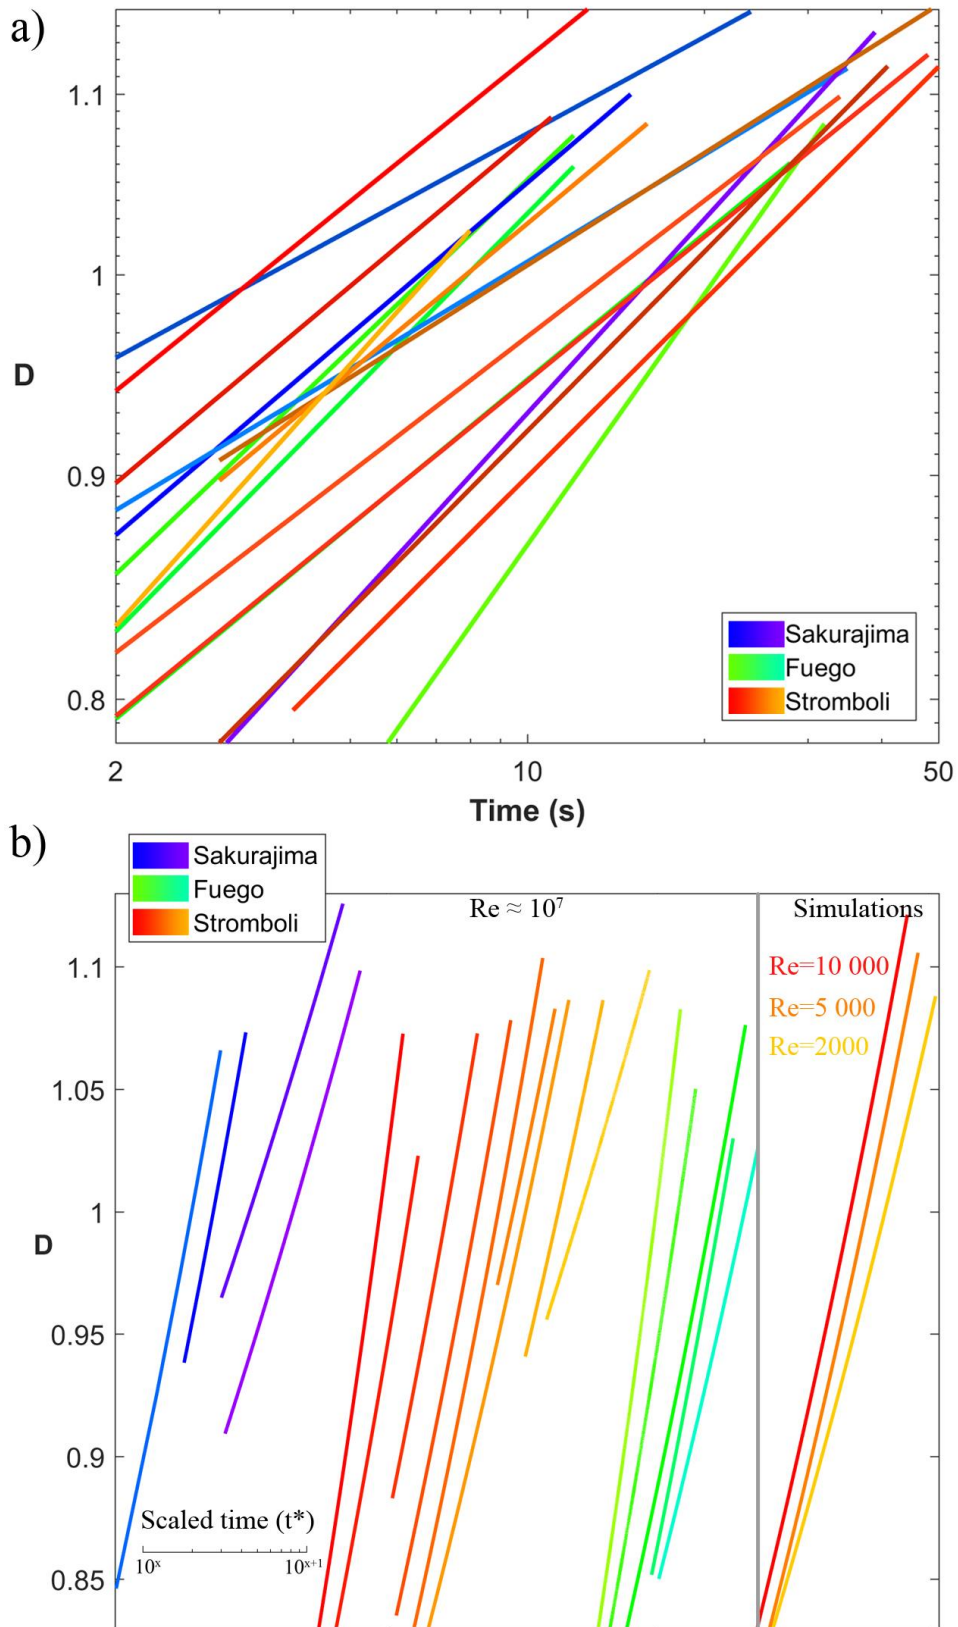 a)
1.1
1
D
0.9
0.8
Sakurajima
Fuego
Stromboli
2
10
50
Time (s)
b)
Sakurajima
Fuego
Stromboli
Re ≈ 10⁷
Simulations
1.1
Re=10 000
Re=5 000
Re=2000
1.05
1
D
0.95
0.9
Scaled time (t*)
10ˣ
10ˣ⁺¹
0.85